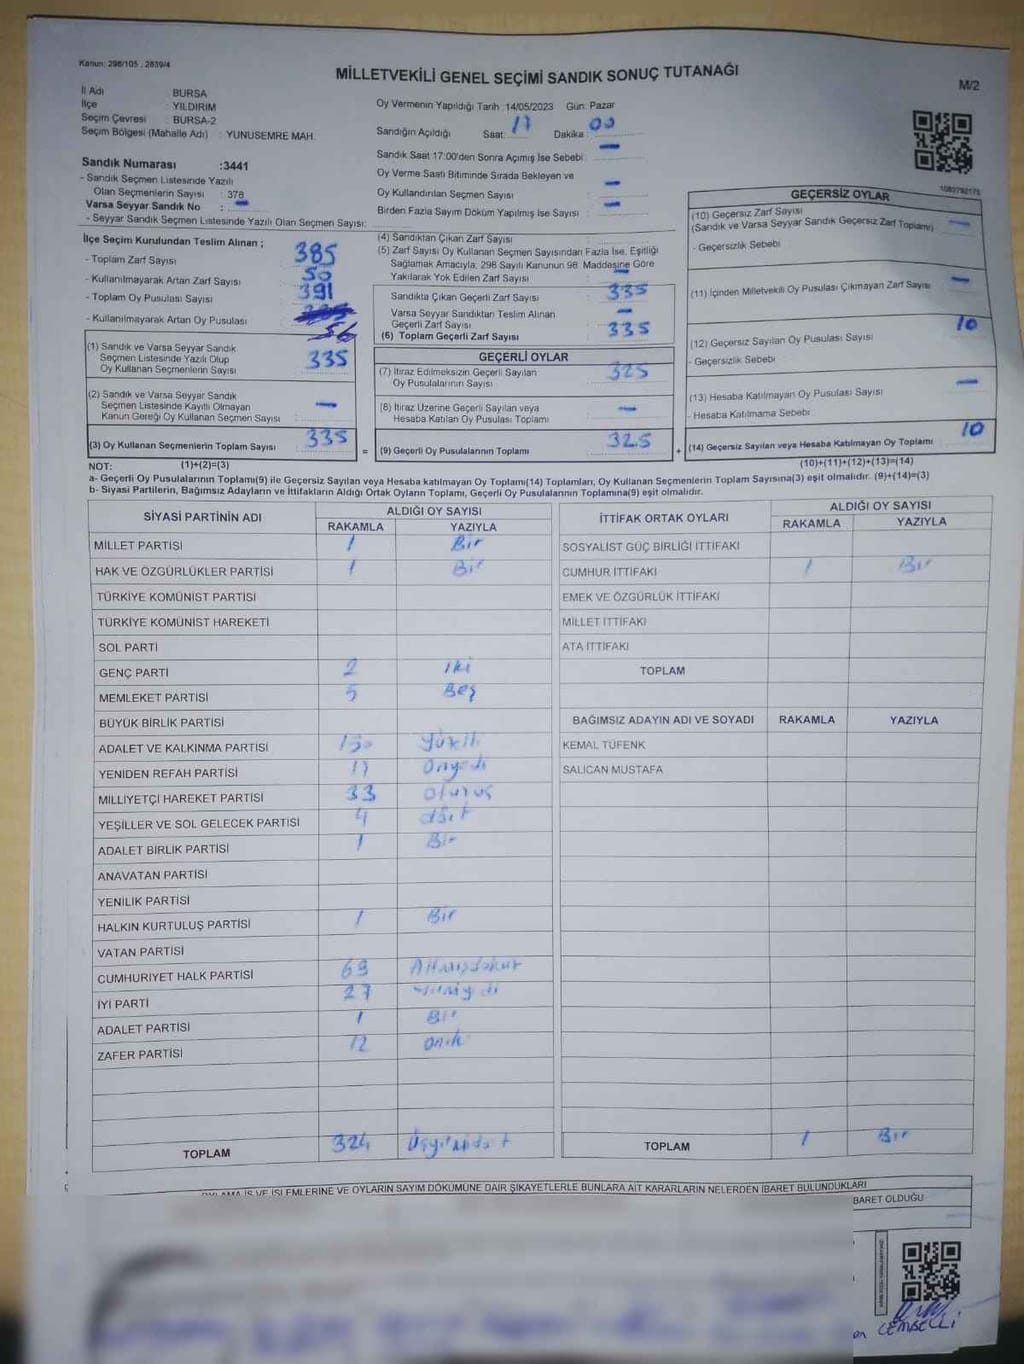 Kanun: 298/105 , 2839/4
MİLLETVEKİLİ GENEL SEÇİMİ SANDIK SONUÇ TUTANAĞI
M/2
İl Adı BURSA
İlçe : YILDIRIM
Seçim Çevresi : BURSA-2
Seçim Bölgesi (Mahalle Adı) : YUNUSEMRE MAH.
Oy Vermenin Yapıldığı Tarih :14/05/2023 Gün: Pazar
Sandığın Açıldığı Saat: 17 Dakika: 00
Sandık Saat 17:00'den Sonra Açılmış İse Sebebi : —
Oy Verme Saati Bitiminde Sırada Bekleyen ve
Oy Kullandırılan Seçmen Sayısı : —
Birden Fazla Sayım Döküm Yapılmış İse Sayısı : —
Sandık Numarası :3441
- Sandık Seçmen Listesinde Yazılı
Olan Seçmenlerin Sayısı : 378
Varsa Seyyar Sandık No : —
- Seyyar Sandık Seçmen Listesinde Yazılı Olan Seçmen Sayısı:
İlçe Seçim Kurulundan Teslim Alınan ;
- Toplam Zarf Sayısı : 385
- Kullanılmayarak Artan Zarf Sayısı : 50
- Toplam Oy Pusulası Sayısı : 391
- Kullanılmayarak Artan Oy Pusulası : 56
(1) Sandık ve Varsa Seyyar Sandık
Seçmen Listesinde Yazılı Olup
Oy Kullanan Seçmenlerin Sayısı : 335
(2) Sandık ve Varsa Seyyar Sandık
Seçmen Listesinde Kayıtlı Olmayan
Kanun Gereği Oy Kullanan Seçmen Sayısı : —
(3) Oy Kullanan Seçmenlerin Toplam Sayısı : 335
(4) Sandıktan Çıkan Zarf Sayısı
(5) Zarf Sayısı Oy Kullanan Seçmen Sayısından Fazla İse, Eşitliği
Sağlamak Amacıyla; 298 Sayılı Kanunun 98. Maddesine Göre
Yakılarak Yok Edilen Zarf Sayısı : —
Sandıkta Çıkan Geçerli Zarf Sayısı : 335
Varsa Seyyar Sandıktan Teslim Alınan
Geçerli Zarf Sayısı : —
(6) Toplam Geçerli Zarf Sayısı : 335
GEÇERLİ OYLAR
(7) İtiraz Edilmeksizin Geçerli Sayılan
Oy Pusulalarının Sayısı : 325
(8) İtiraz Üzerine Geçerli Sayılan veya
Hesaba Katılan Oy Pusulası Toplamı : —
= (9) Geçerli Oy Pusulalarının Toplamı : 325 +
1080792175
GEÇERSİZ OYLAR
(10) Geçersiz Zarf Sayısı
(Sandık ve Varsa Seyyar Sandık Geçersiz Zarf Toplamı) —
- Geçersizlik Sebebi
(11) İçinden Milletvekili Oy Pusulası Çıkmayan Zarf Sayısı : —
(12) Geçersiz Sayılan Oy Pusulası Sayısı : 10
- Geçersizlik Sebebi
(13) Hesaba Katılmayan Oy Pusulası Sayısı : —
- Hesaba Katılmama Sebebi
(14) Geçersiz Sayılan veya Hesaba Katılmayan Oy Toplamı : 10
NOT: (1)+(2)=(3) (10)+(11)+(12)+(13)=(14)
a- Geçerli Oy Pusulalarının Toplamı(9) ile Geçersiz Sayılan veya Hesaba katılmayan Oy Toplamı(14) Toplamları, Oy Kullanan Seçmenlerin Toplam Sayısına(3) eşit olmalıdır. (9)+(14)=(3)
b- Siyasi Partilerin, Bağımsız Adayların ve İttifakların Aldığı Ortak Oyların Toplamı, Geçerli Oy Pusulalarının Toplamına(9) eşit olmalıdır.
SİYASİ PARTİNİN ADI ALDIĞI OY SAYISI
RAKAMLA YAZIYLA
MİLLET PARTİSİ 1 Bir
HAK VE ÖZGÜRLÜKLER PARTİSİ 1 Bir
TÜRKİYE KOMÜNİST PARTİSİ
TÜRKİYE KOMÜNİST HAREKETİ
SOL PARTİ
GENÇ PARTİ 2 İki
MEMLEKET PARTİSİ 5 Beş
BÜYÜK BİRLİK PARTİSİ
ADALET VE KALKINMA PARTİSİ 150
YENİDEN REFAH PARTİSİ 17 Onyedi
MİLLİYETÇİ HAREKET PARTİSİ 33 otuzüç
YEŞİLLER VE SOL GELECEK PARTİSİ 4 dört
ADALET BİRLİK PARTİSİ 1 Bir
ANAVATAN PARTİSİ
YENİLİK PARTİSİ
HALKIN KURTULUŞ PARTİSİ 1 Bir
VATAN PARTİSİ
CUMHURİYET HALK PARTİSİ 69 Altmışdokuz
İYİ PARTİ 27
ADALET PARTİSİ 1 Bir
ZAFER PARTİSİ 12 oniki
TOPLAM 324
İTTİFAK ORTAK OYLARI ALDIĞI OY SAYISI
RAKAMLA YAZIYLA
SOSYALİST GÜÇ BİRLİĞİ İTTİFAKI
CUMHUR İTTİFAKI 1 Bir
EMEK VE ÖZGÜRLÜK İTTİFAKI
MİLLET İTTİFAKI
ATA İTTİFAKI
TOPLAM
BAĞIMSIZ ADAYIN ADI VE SOYADI RAKAMLA YAZIYLA
KEMAL TÜFENK
SALİCAN MUSTAFA
TOPLAM 1 Bir
OYLAMA İŞ VE İŞLEMLERİNE VE OYLARIN SAYIM DÖKÜMÜNE DAİR ŞİKAYETLERLE BUNLARA AİT KARARLARIN NELERDEN İBARET BULUNDUKLARI
BARET OLDUĞU